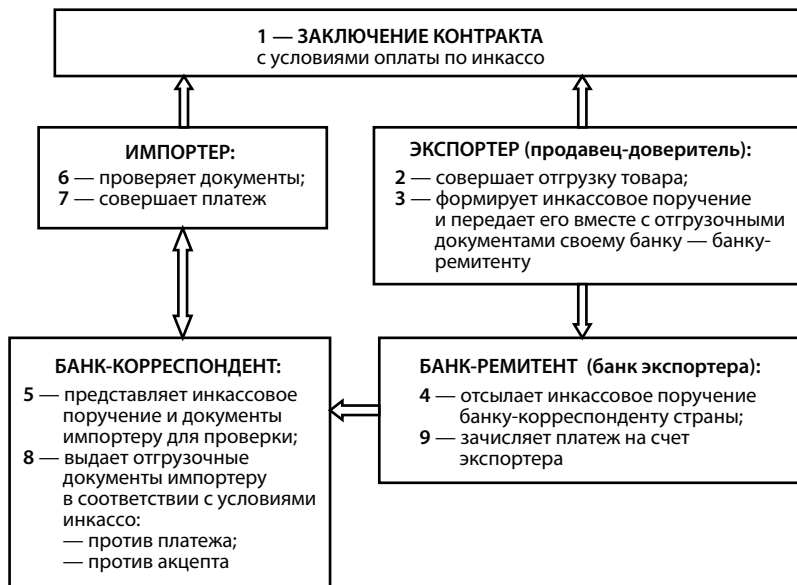 1 — ЗАКЛЮЧЕНИЕ КОНТРАКТА
с условиями оплаты по инкассо
ИМПОРТЕР:
6 — проверяет документы;
7 — совершает платеж
ЭКСПОРТЕР (продавец-доверитель):
2 — совершает отгрузку товара;
3 — формирует инкассовое поручение
и передает его вместе с отгрузочными
документами своему банку — банку-
ремитенту
БАНК-КОРРЕСПОНДЕНТ:
5 — представляет инкассовое
поручение и документы
импортеру для проверки;
8 — выдает отгрузочные
документы импортеру
в соответствии с условиями
инкассо:
— против платежа;
— против акцепта
БАНК-РЕМИТЕНТ (банк экспортера):
4 — отсылает инкассовое поручение
банку-корреспонденту страны;
9 — зачисляет платеж на счет
экспортера